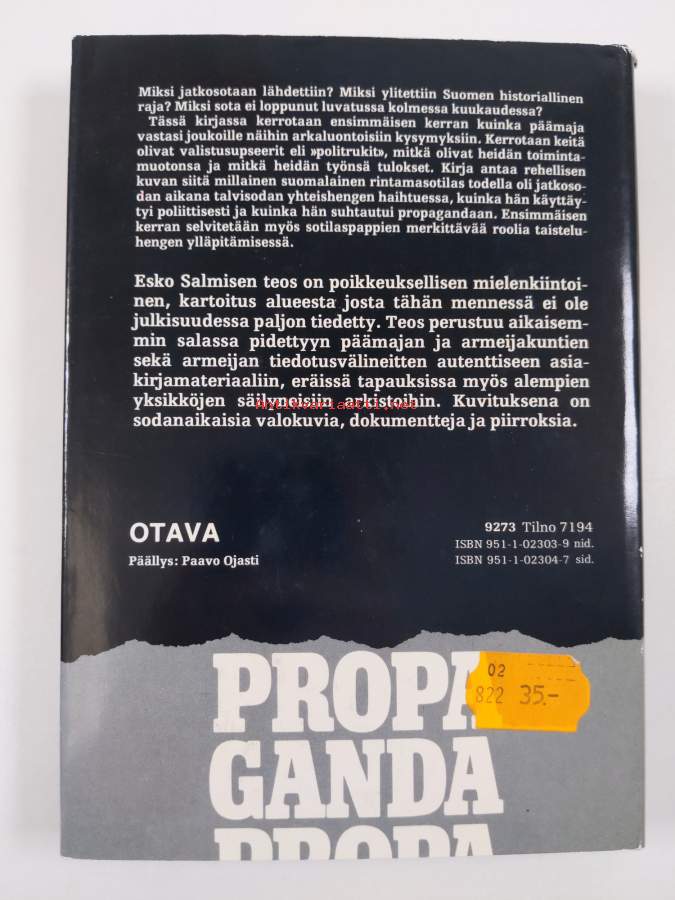 Miksi jatkosotaan lähdettiin? Miksi ylitettiin Suomen historiallinen
raja? Miksi sota ei loppunut luvatussa kolmessa kuukaudessa?
Tässä kirjassa kerrotaan ensimmäisen kerran kuinka päämaja
vastasi joukoille näihin arkaluontoisiin kysymyksiin. Kerrotaan keitä
olivat valistusupseerit eli »politrukit», mitkä olivat heidän toiminta-
muotonsa ja mitkä heidän työnsä tulokset. Kirja antaa rehellisen
kuvan siitä millainen suomalainen rintamasotilas todella oli jatkoso-
dan aikana talvisodan yhteishengen haihtuessa, kuinka hän käyttäy-
tyi poliittisesti ja kuinka hän suhtautui propagandaan. Ensimmäisen
kerran selvitetään myös sotilaspappien merkittävää roolia taistelu-
hengen ylläpitämisessä.
Esko Salmisen teos on poikkeuksellisen mielenkiintoi-
nen, kartoitus alueesta josta tähän mennessä ei ole
julkisuudessa paljon tiedetty. Teos perustuu aikaisem-
min salassa pidettyyn päämajan ja armeijakuntien
sekä armeijan tiedotusvälineitten autenttiseen asia-
kirjamateriaaliin, eräissä tapauksissa myös alempien
yksikköjen säilyneisiin arkistoihin. Kuvituksena on
Antikvariaatti.net
sodanaikaisia valokuvia, dokumentteja ja piirroksia.
OTAVA
Päällys: Paavo Ojasti
9273 Tilno 7194
ISBN 951-1-02303-9 nid.
ISBN 951-1-02304-7 sid.
PROPA
02
822 35.-
GANDA
PROPA